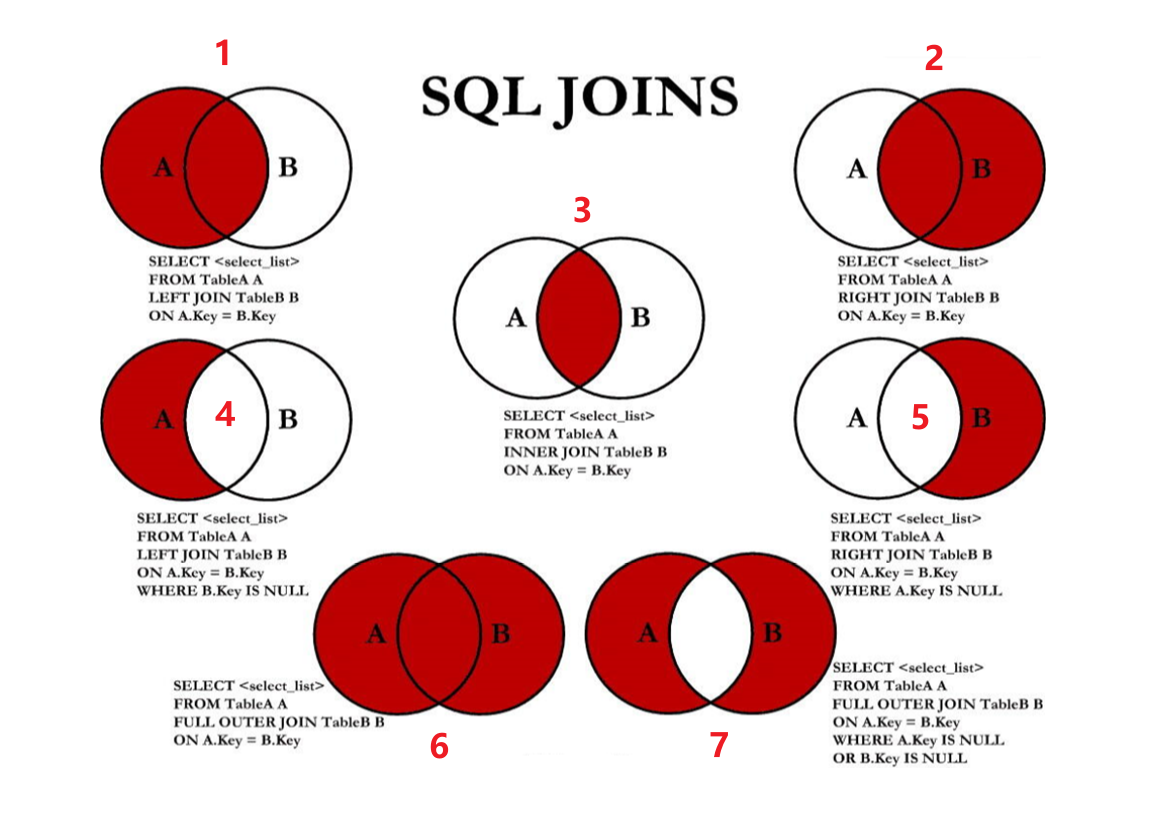 1
2
SQL JOINS
A B
A B
SELECT <select_list>
FROM TableA A
LEFT JOIN TableB B
ON A.Key = B.Key
3
A B
SELECT <select_list>
FROM TableA A
INNER JOIN TableB B
ON A.Key = B.Key
SELECT <select_list>
FROM TableA A
RIGHT JOIN TableB B
ON A.Key = B.Key
A 4 B
SELECT <select_list>
FROM TableA A
LEFT JOIN TableB B
ON A.Key = B.Key
WHERE B.Key IS NULL
A 5 B
SELECT <select_list>
FROM TableA A
RIGHT JOIN TableB B
ON A.Key = B.Key
WHERE A.Key IS NULL
A B
SELECT <select_list>
FROM TableA A
FULL OUTER JOIN TableB B
ON A.Key = B.Key
6
A B
7
SELECT <select_list>
FROM TableA A
FULL OUTER JOIN TableB B
ON A.Key = B.Key
WHERE A.Key IS NULL
OR B.Key IS NULL